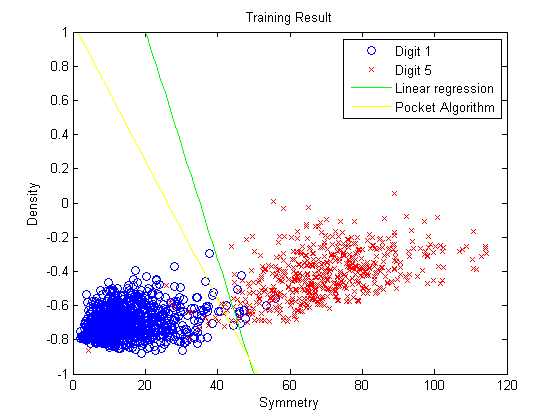 Training Result
Digit 1
Digit 5
Linear regression
Pocket Algorithm
1
0.8
0.6
0.4
0.2
0
-0.2
-0.4
-0.6
-0.8
-1
Density
0
20
40
60
80
100
120
Symmetry